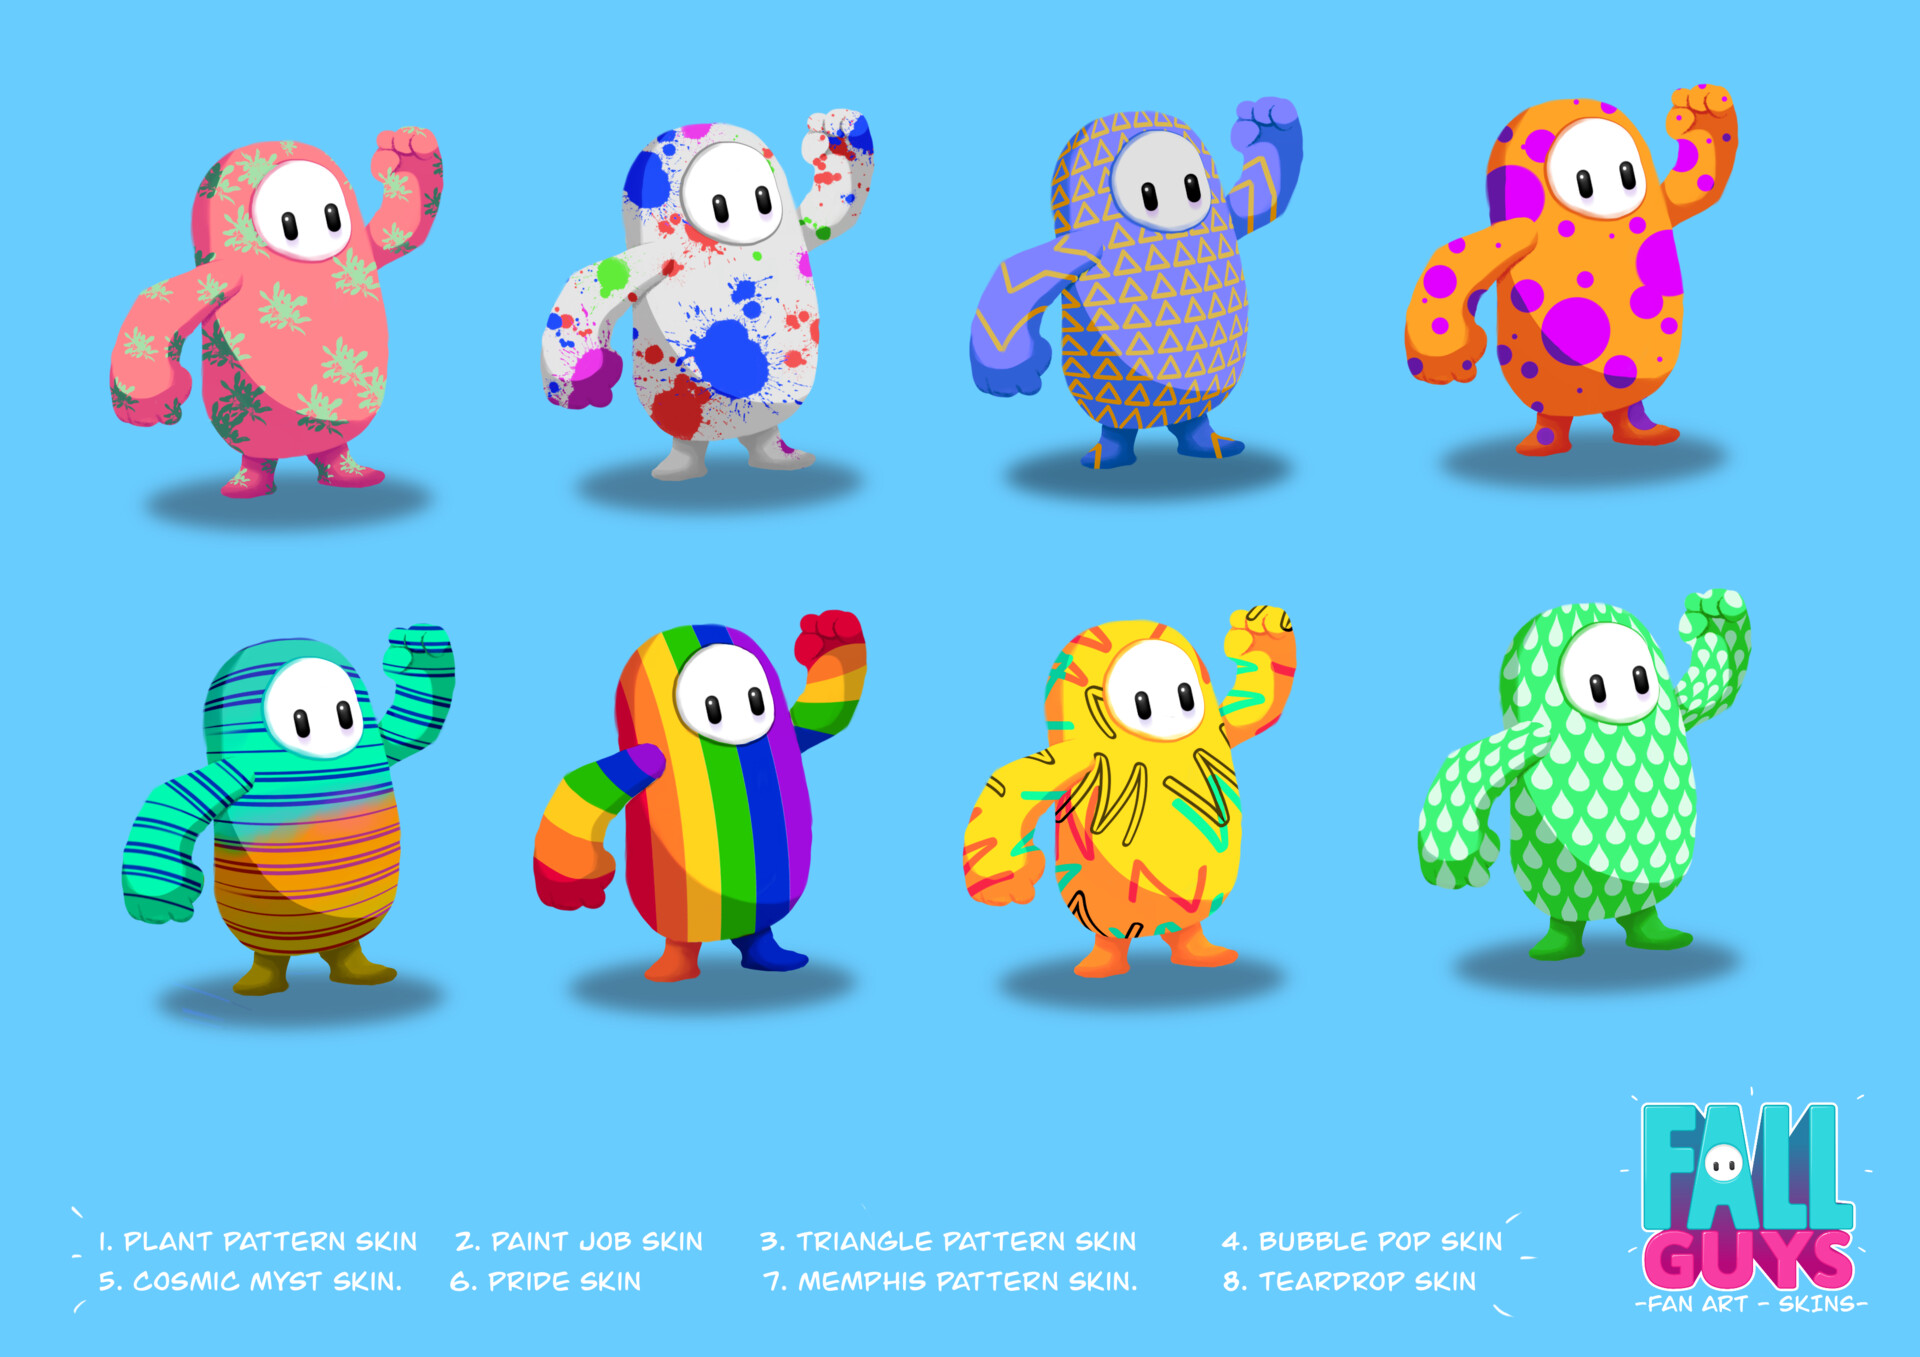 1. PLANT PATTERN SKIN 2. PAINT JOB SKIN 3. TRIANGLE PATTERN SKIN 4. BUBBLE POP SKIN
5. COSMIC MYST SKIN. 6. PRIDE SKIN 7. MEMPHIS PATTERN SKIN. 8. TEARDROP SKIN
FALL
GUYS
-FAN ART - SKINS-